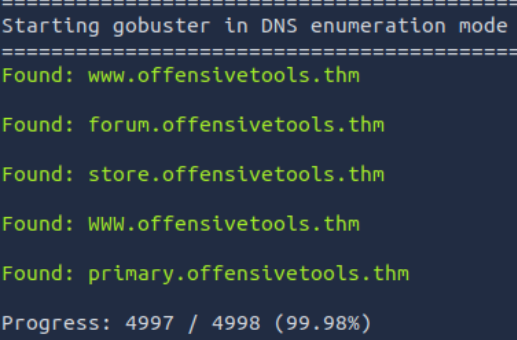 ===============================================
Starting gobuster in DNS enumeration mode
===============================================
Found: www.offensivetools.thm
Found: forum.offensivetools.thm
Found: store.offensivetools.thm
Found: WWW.offensivetools.thm
Found: primary.offensivetools.thm
Progress: 4997 / 4998 (99.98%)